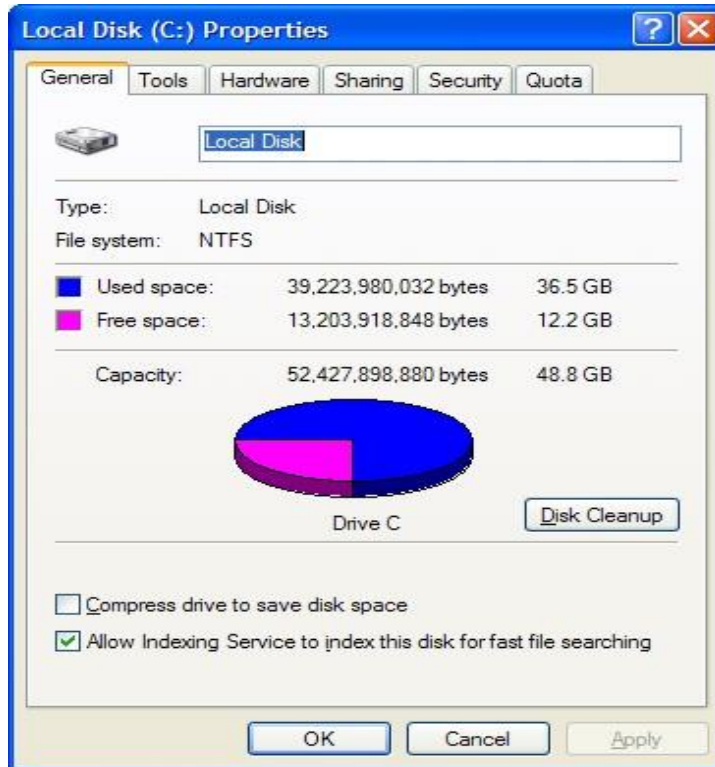 Local Disk (C:) Properties
General Tools Hardware Sharing Security Quota
Local Disk
Type: Local Disk
File system: NTFS
Used space: 39,223,980,032 bytes 36.5 GB
Free space: 13,203,918,848 bytes 12.2 GB
Capacity: 52,427,898,880 bytes 48.8 GB
Drive C
Disk Cleanup
Compress drive to save disk space
Allow Indexing Service to index this disk for fast file searching
OK Cancel Apply